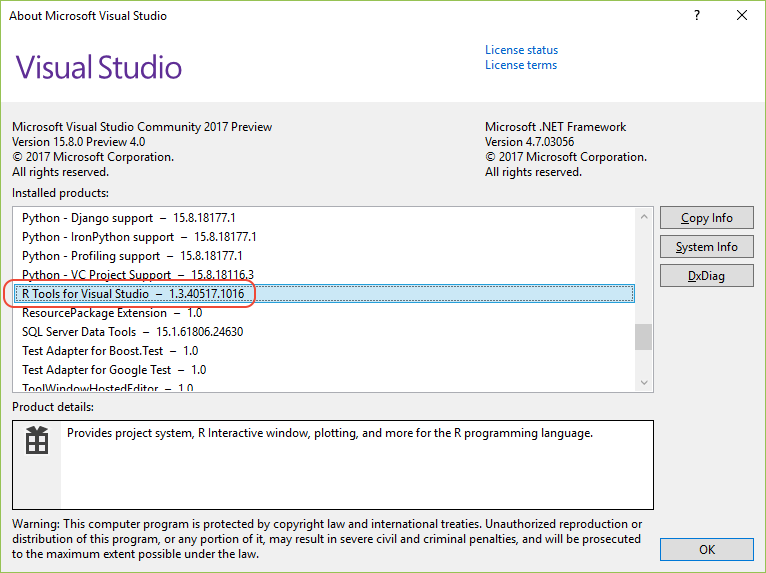 About Microsoft Visual Studio
?
Visual Studio
License status
License terms
Microsoft Visual Studio Community 2017 Preview
Version 15.8.0 Preview 4.0
© 2017 Microsoft Corporation.
All rights reserved.
Microsoft .NET Framework
Version 4.7.03056
© 2017 Microsoft Corporation.
All rights reserved.
Installed products:
Python - Django support – 15.8.18177.1
Python - IronPython support – 15.8.18177.1
Python - Profiling support – 15.8.18177.1
Python - VC Project Support – 15.8.18116.3
R Tools for Visual Studio – 1.3.40517.1016
ResourcePackage Extension – 1.0
SQL Server Data Tools – 15.1.61806.24630
Test Adapter for Boost.Test – 1.0
Test Adapter for Google Test – 1.0
ToolWindowHostedEditor – 1.0
Copy Info
System Info
DxDiag
Product details:
Provides project system, R Interactive window, plotting, and more for the R programming language.
Warning: This computer program is protected by copyright law and international treaties. Unauthorized reproduction or
distribution of this program, or any portion of it, may result in severe civil and criminal penalties, and will be prosecuted
to the maximum extent possible under the law.
OK